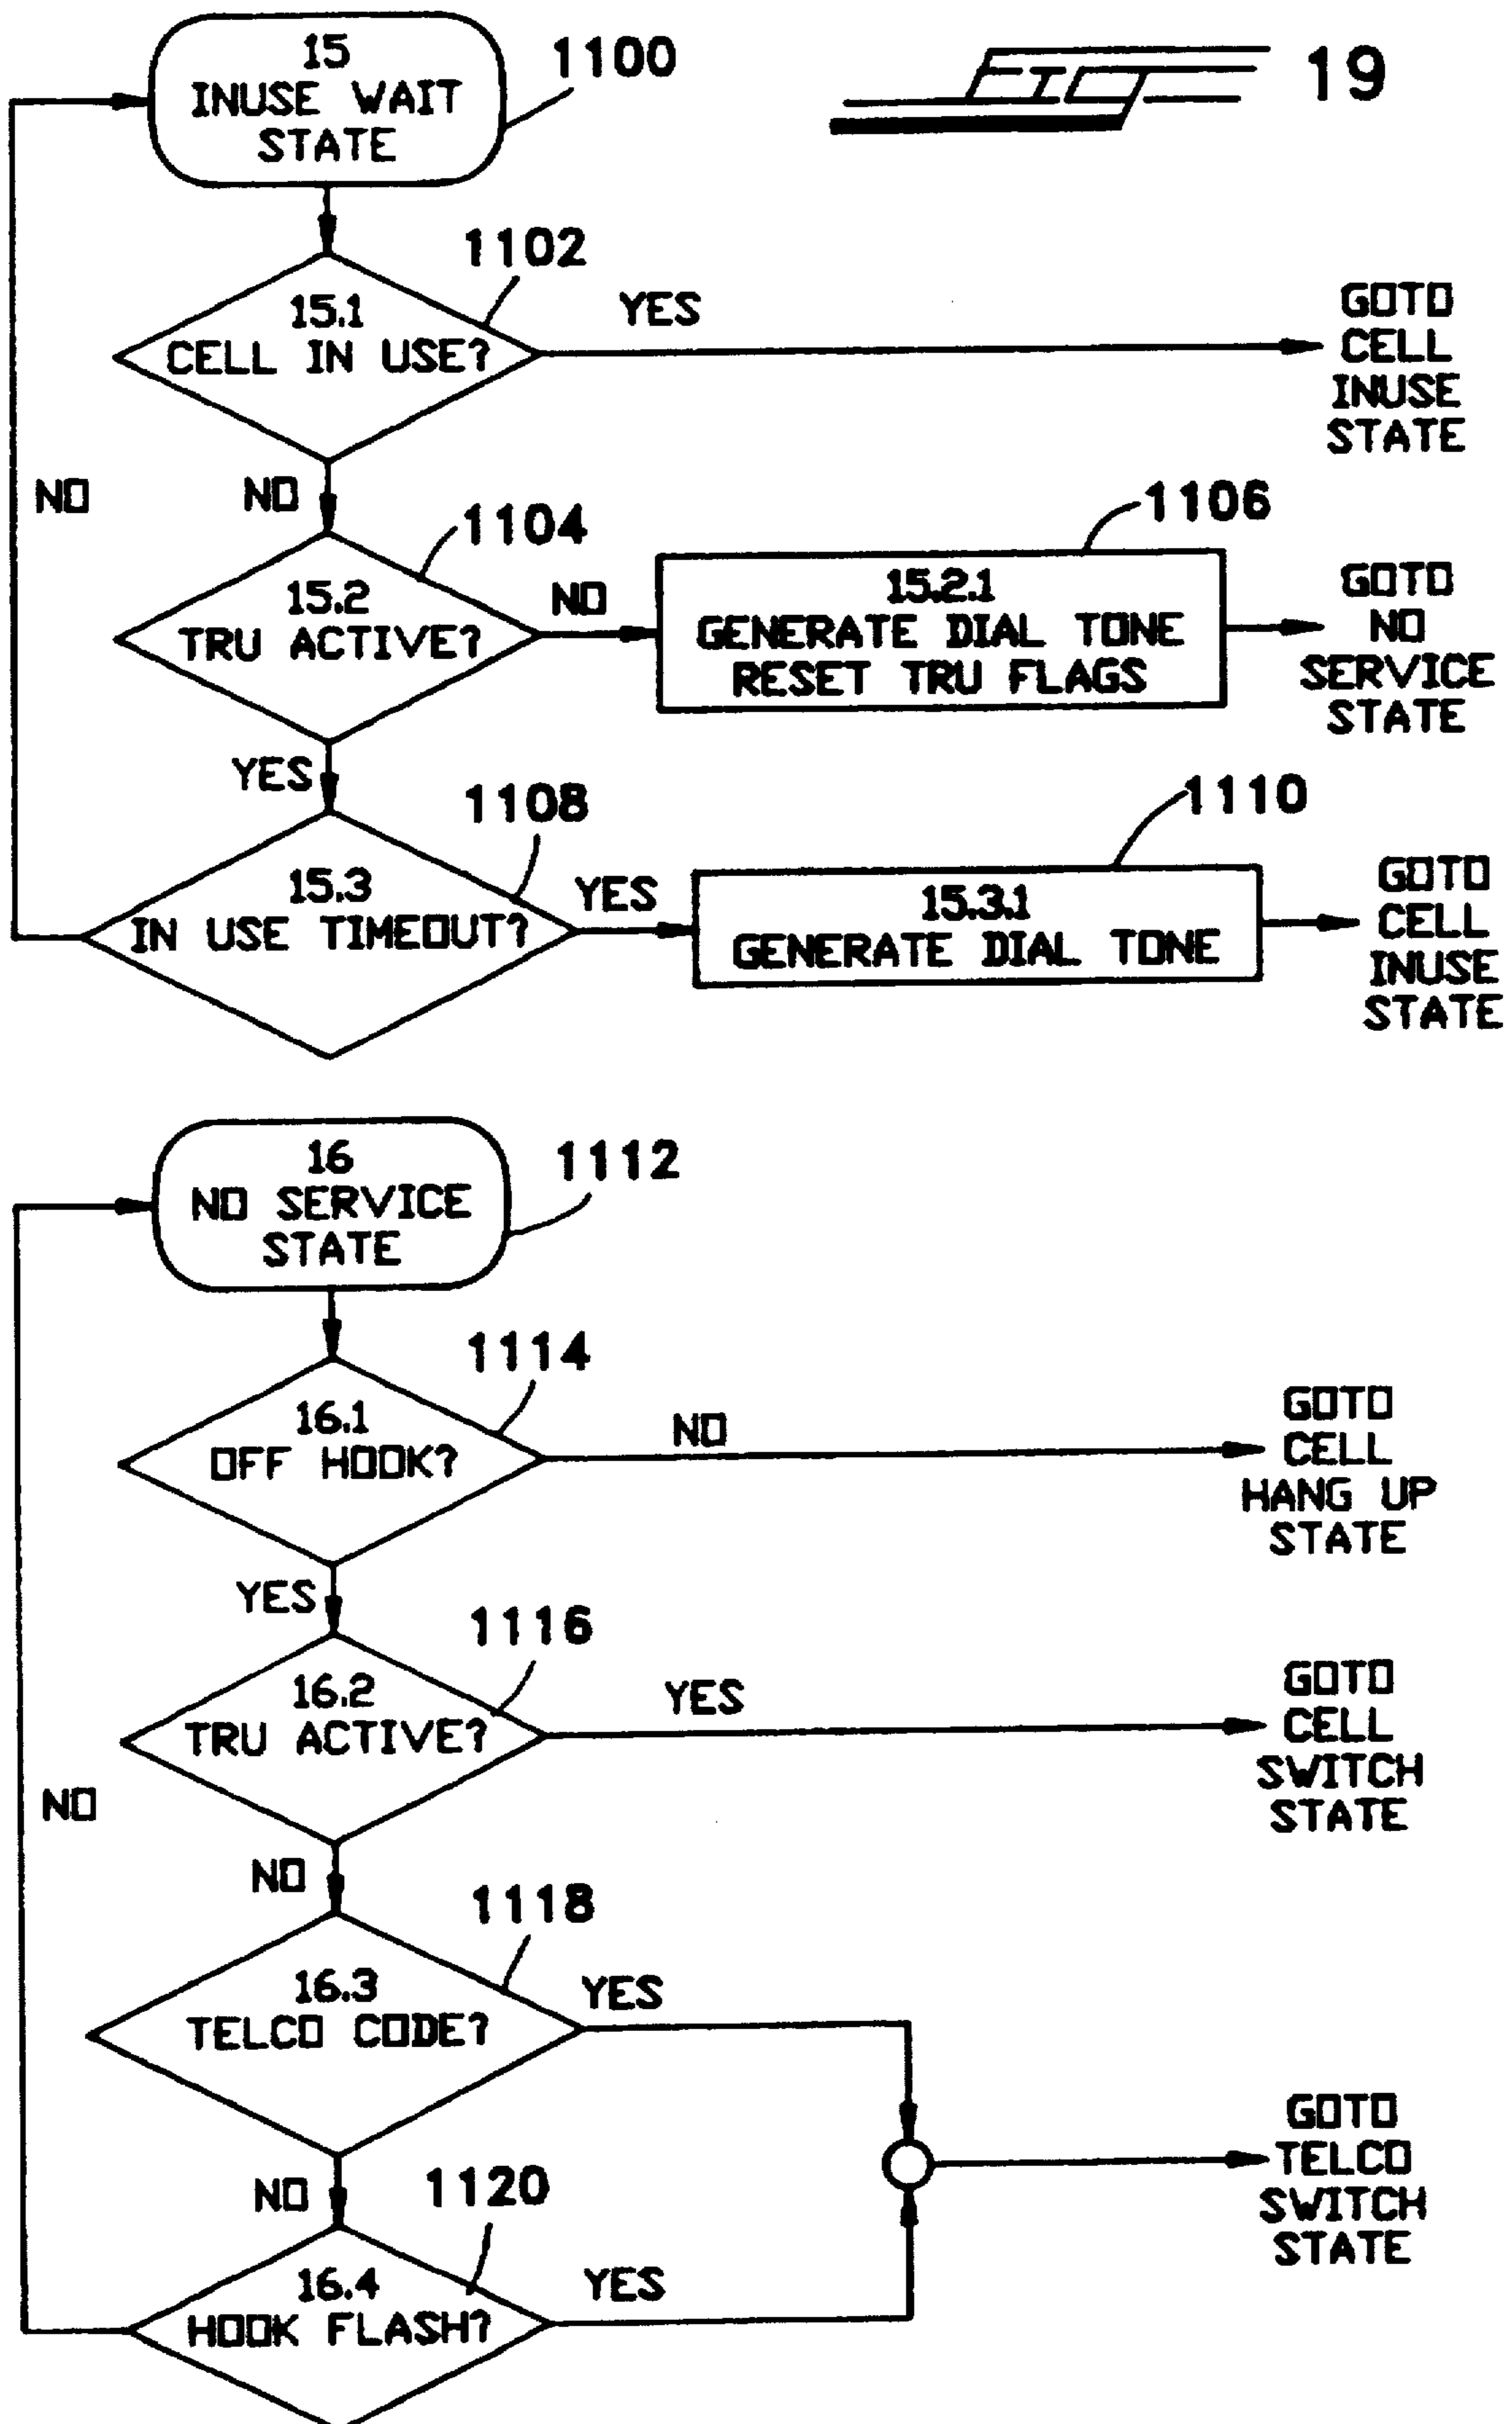 FIG 19
15
INUSE WAIT
STATE
1100
1102
15.1
CELL IN USE?
YES
GOTO
CELL
INUSE
STATE
NO
NO
1104
15.2
TRU ACTIVE?
NO
1106
15.2.1
GENERATE DIAL TONE
RESET TRU FLAGS
GOTO
NO
SERVICE
STATE
YES
1108
15.3
IN USE TIMEOUT?
YES
1110
15.3.1
GENERATE DIAL TONE
GOTO
CELL
INUSE
STATE
16
NO SERVICE
STATE
1112
1114
16.1
OFF HOOK?
NO
GOTO
CELL
HANG UP
STATE
YES
1116
16.2
TRU ACTIVE?
YES
GOTO
CELL
SWITCH
STATE
NO
NO
1118
16.3
TELCO CODE?
YES
GOTO
TELCO
SWITCH
STATE
NO
1120
16.4
HOOK FLASH?
YES